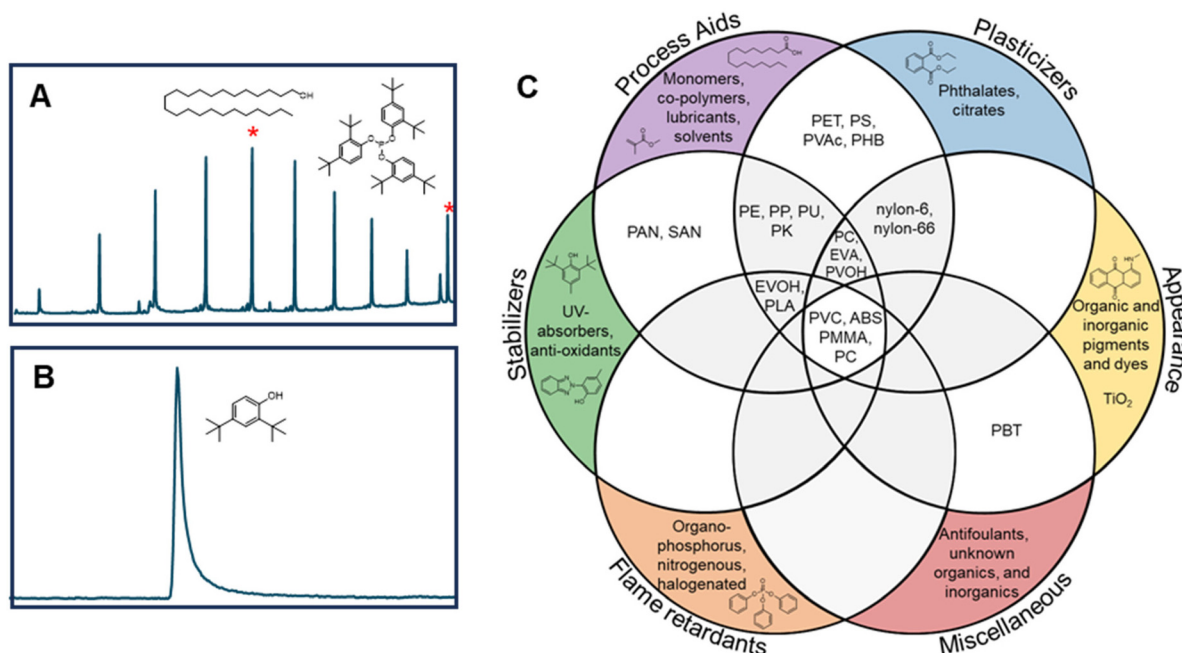 A
OH
*
*
B
OH
C
Process Aids
Plasticizers
Appearance
Miscellaneous
Flame retardants
Stabilizers
Monomers,
co-polymers,
lubricants,
solvents
Phthalates,
citrates
PET, PS,
PVAc, PHB
PAN, SAN
PE, PP, PU,
PK
nylon-6,
nylon-66
PC,
EVA,
PVOH
EVOH,
PLA
PVC, ABS
PMMA,
PC
UV-
absorbers,
anti-oxidants
Organic and
inorganic
pigments
and dyes
TiO₂
PBT
Organo-
phosphorus,
nitrogenous,
halogenated
Antifoulants,
unknown
organics, and
inorganics